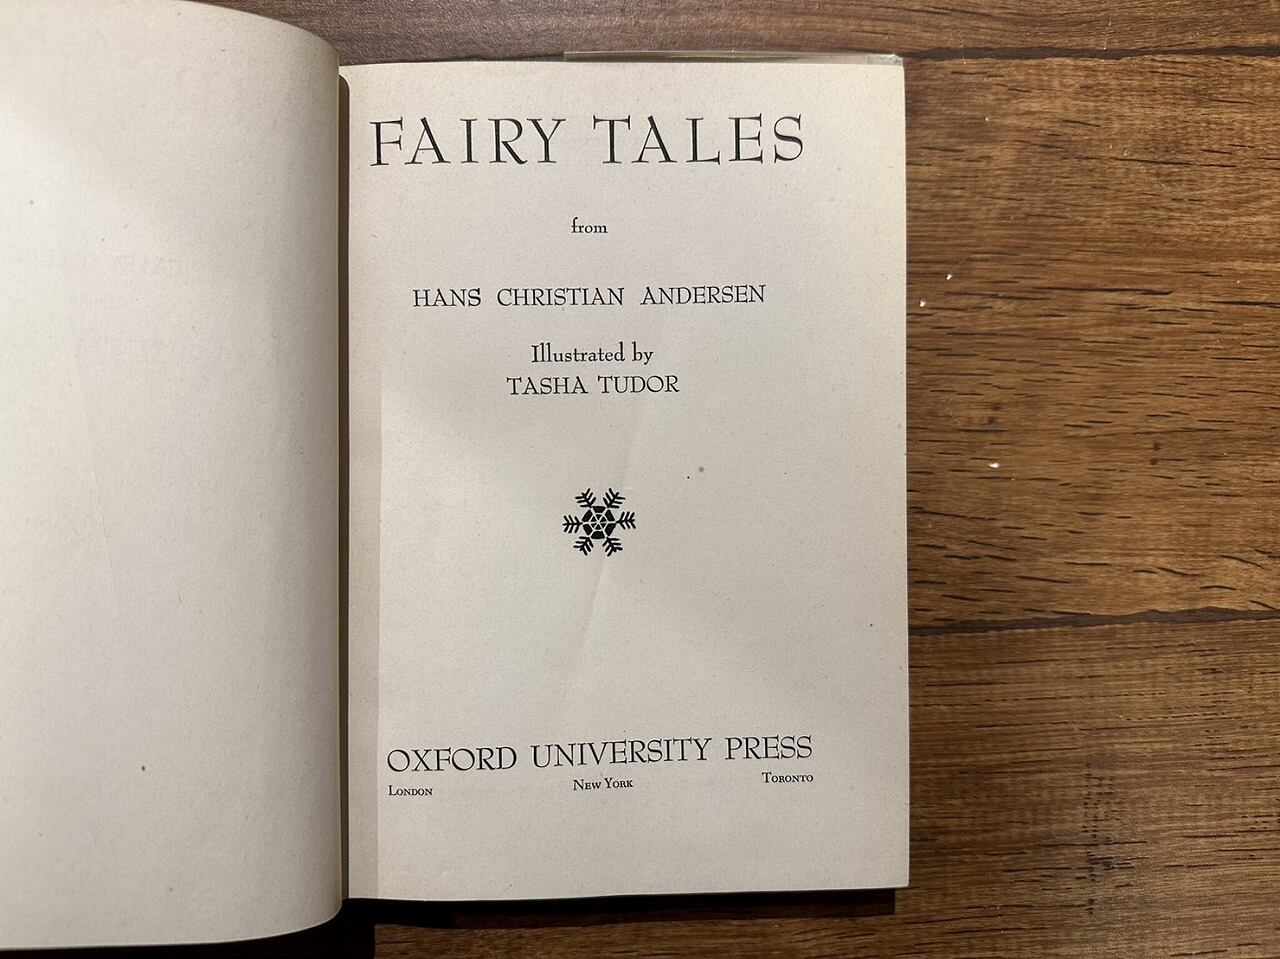 FAIRY TALES
from
HANS CHRISTIAN ANDERSEN
Illustrated by
TASHA TUDOR
OXFORD UNIVERSITY PRESS
London New York Toronto